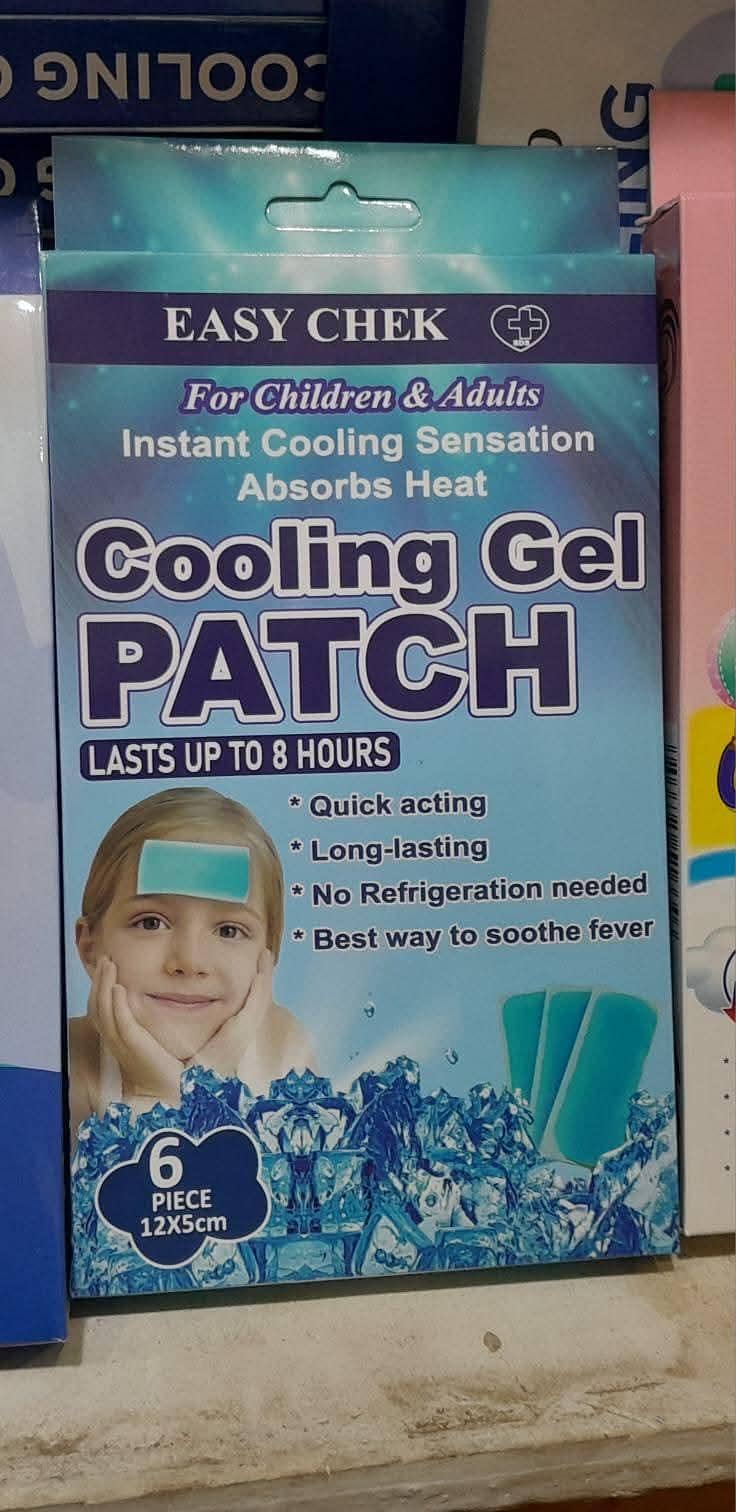 COOLING
EASY CHEK
For Children & Adults
Instant Cooling Sensation
Absorbs Heat
Cooling Gel
PATCH
LASTS UP TO 8 HOURS
* Quick acting
* Long-lasting
* No Refrigeration needed
* Best way to soothe fever
6
PIECE
12X5cm